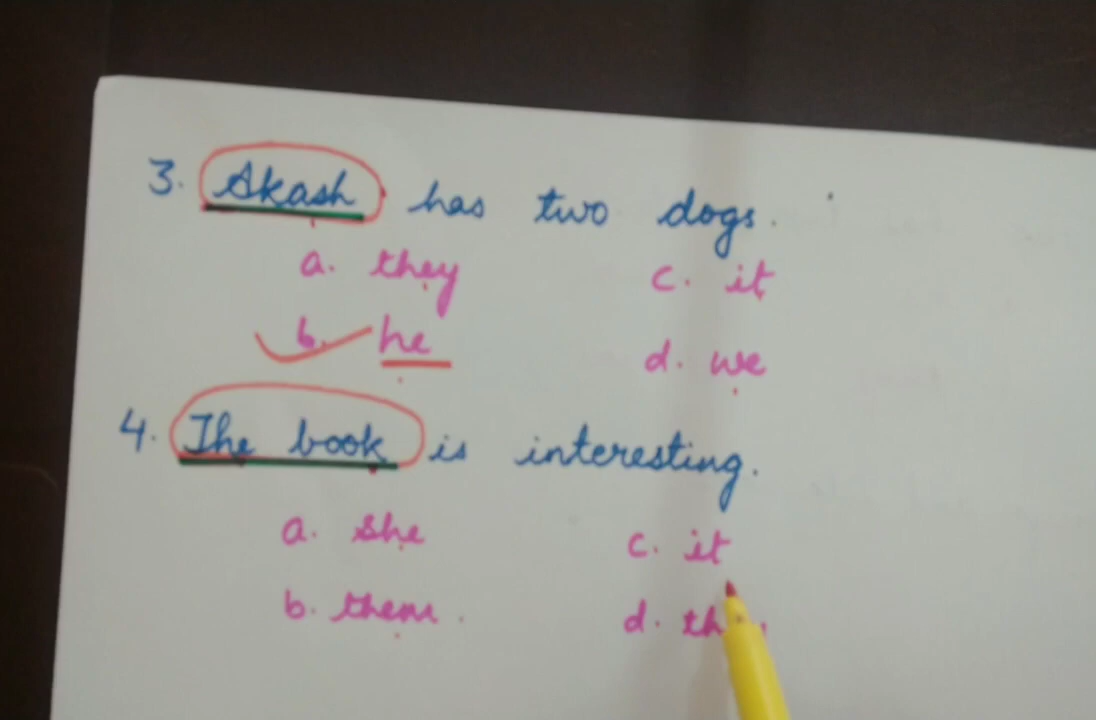 3. Akash has two dogs.
a. they c. it
b. he d. we
4. The book is interesting.
a. she c. it
b. them d.